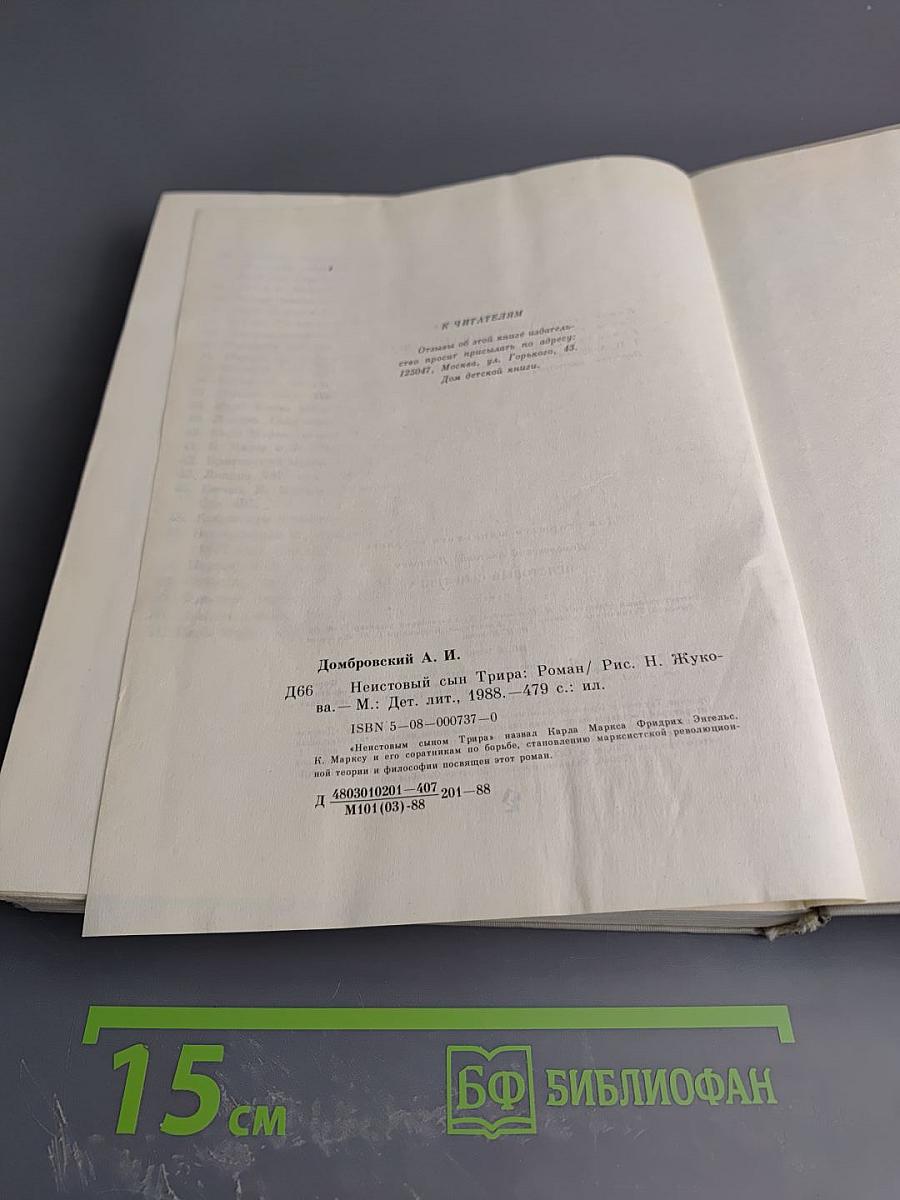 К ЧИТАТЕЛЯМ
Отзывы об этой книге издатель-
ство просит присылать по адресу:
125047, Москва, ул. Горького, 43.
Дом детской книги.
Домбровский А. И.
Д66 Неистовый сын Трира: Роман/ Рис. Н. Жуко-
ва.— М.: Дет. лит., 1988.—479 с.: ил.
ISBN 5—08—000737—0
«Неистовым сыном Трира» назвал Карла Маркса Фридрих Энгельс.
К. Марксу и его соратникам по борьбе, становлению марксистской революцион-
ной теории и философии посвящен этот роман.
Д 4803010201—407 201—88
М101(03)-88
15 см
БФ БИБЛИОФАН